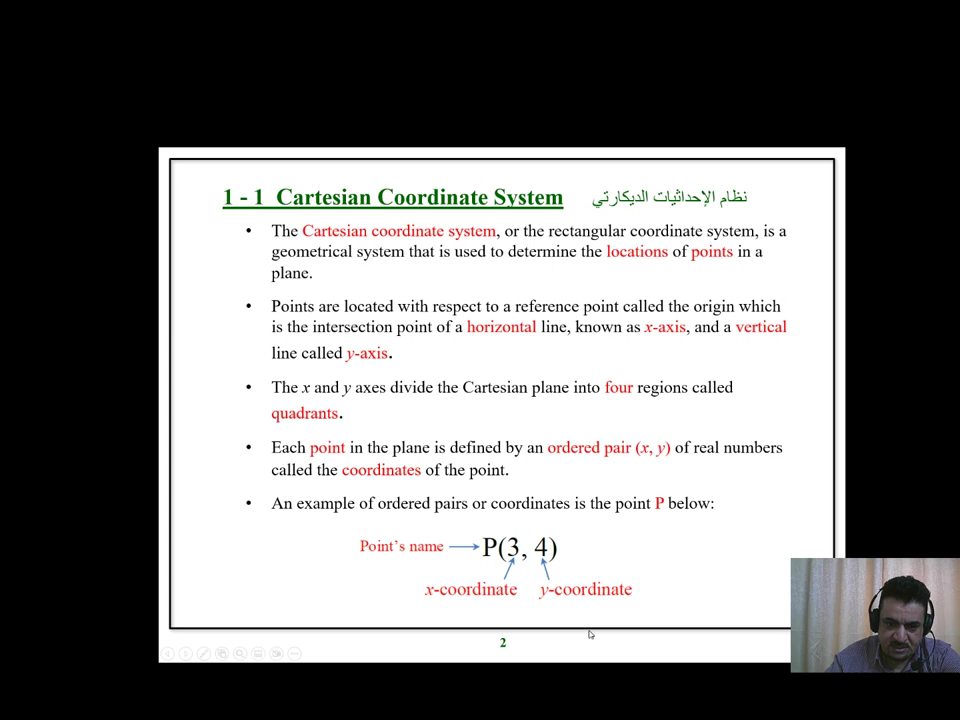 1 - 1 Cartesian Coordinate System نظام الإحداثيات الديكارتي
• The Cartesian coordinate system, or the rectangular coordinate system, is a
geometrical system that is used to determine the locations of points in a
plane.
• Points are located with respect to a reference point called the origin which
is the intersection point of a horizontal line, known as x-axis, and a vertical
line called y-axis.
• The x and y axes divide the Cartesian plane into four regions called
quadrants.
• Each point in the plane is defined by an ordered pair (x, y) of real numbers
called the coordinates of the point.
• An example of ordered pairs or coordinates is the point P below:
Point's name P(3, 4)
x-coordinate y-coordinate
2